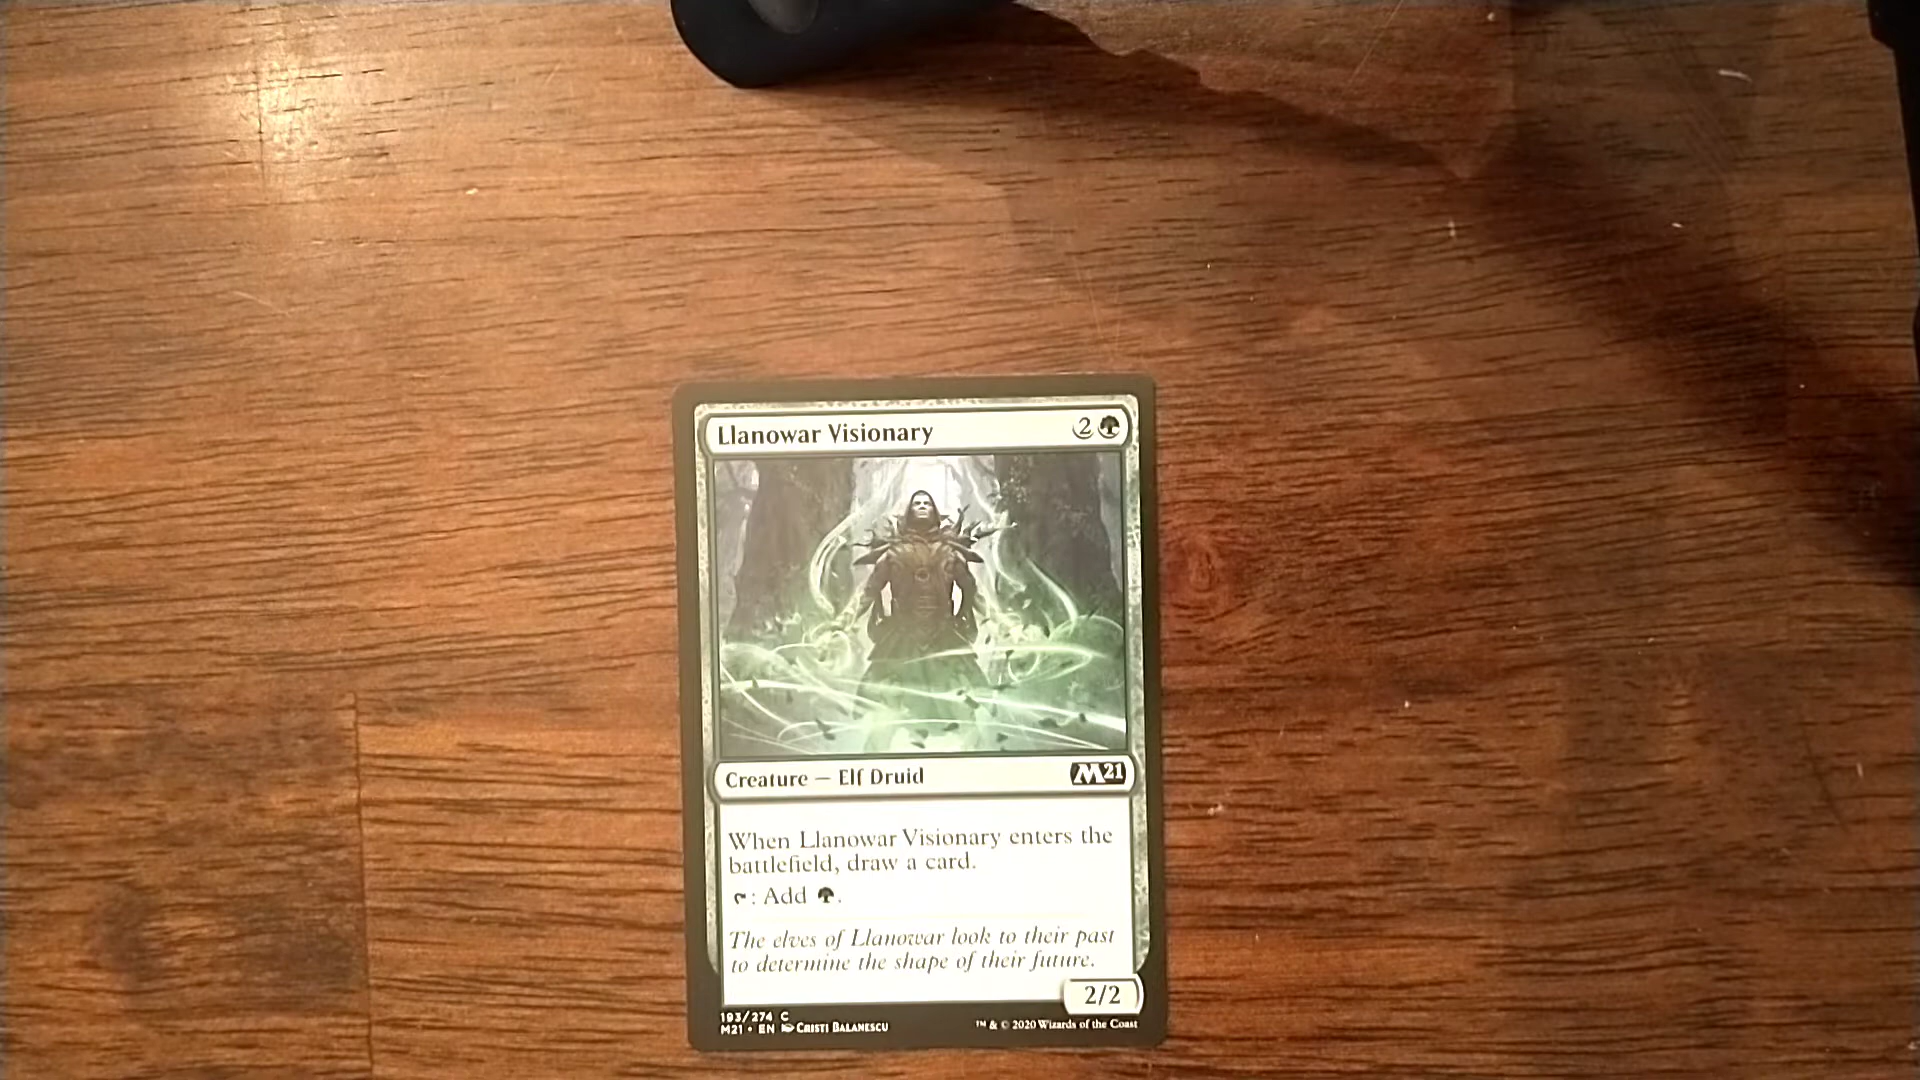 Llanowar Visionary 2
Creature — Elf Druid M21
When Llanowar Visionary enters the
battlefield, draw a card.
: Add .
The elves of Llanowar look to their past
to determine the shape of their future.
2/2
193/274 C
M21 • EN Cristi Balanescu
™ & © 2020 Wizards of the Coast